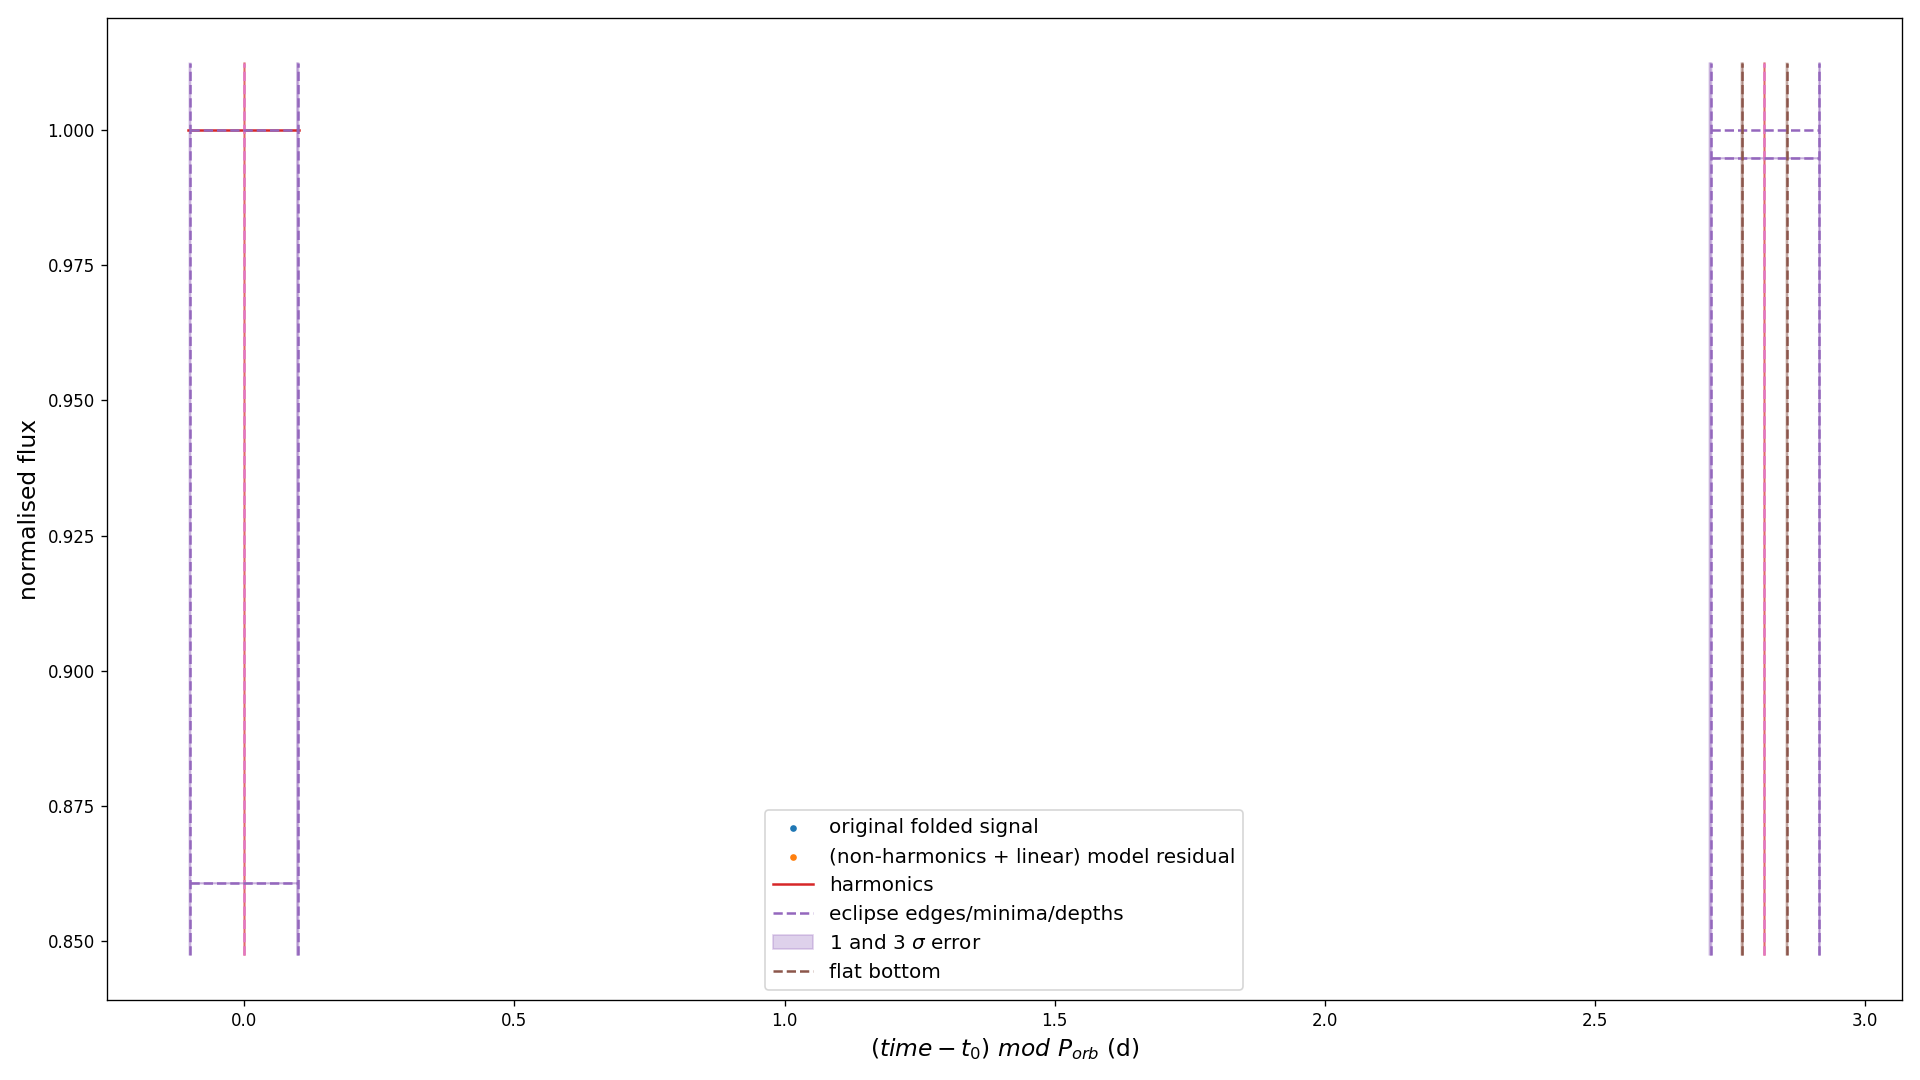 1.000
0.975
0.950
0.925
0.900
0.875
0.850
normalised flux
original folded signal
(non-harmonics + linear) model residual
harmonics
eclipse edges/minima/depths
1 and 3 σ error
flat bottom
0.0 0.5 1.0 1.5 2.0 2.5 3.0
(time − t₀) mod P_orb (d)